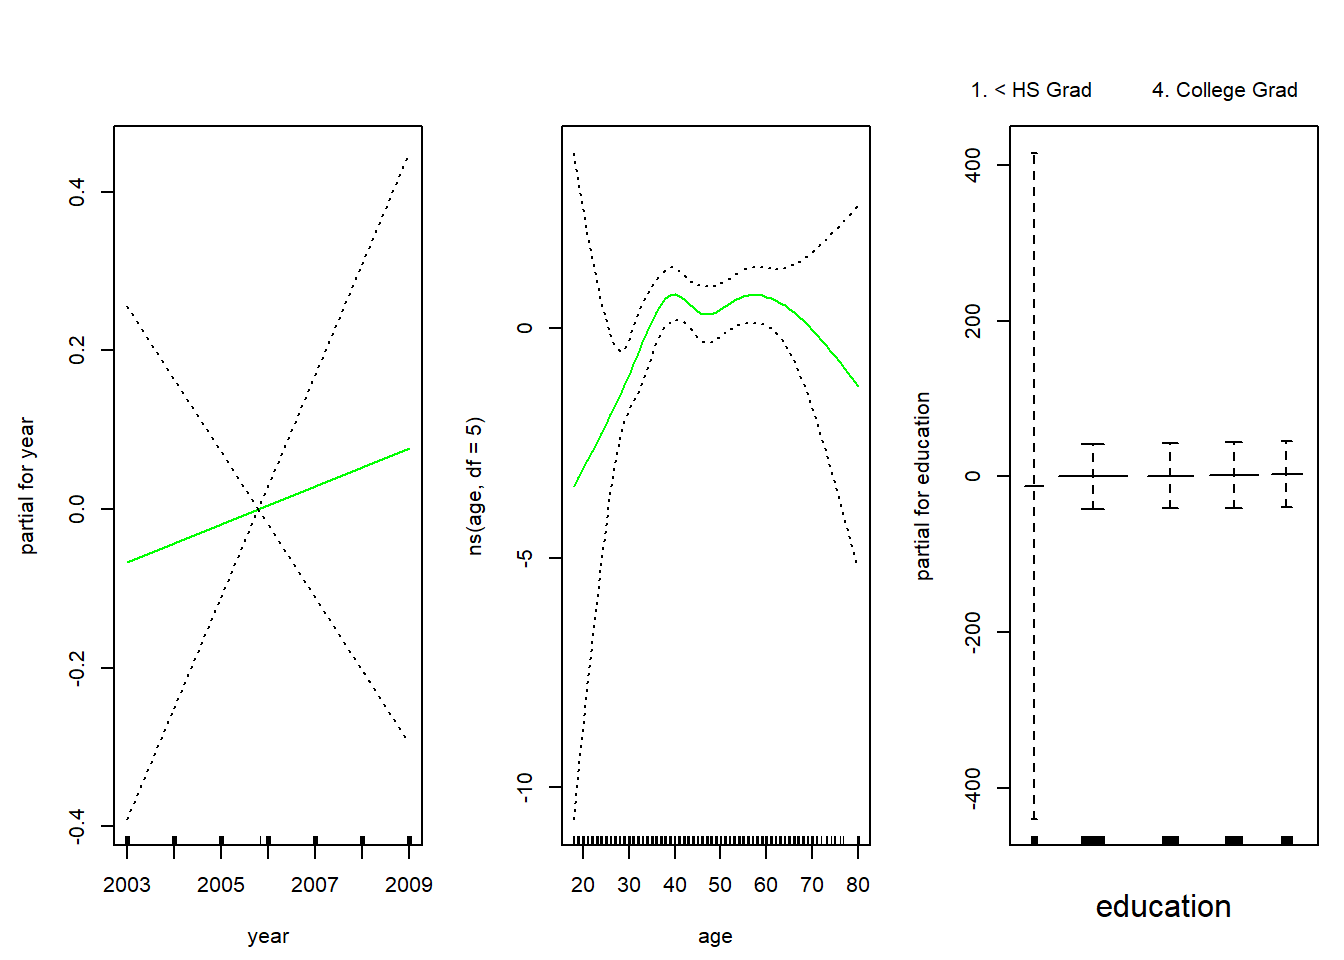 partial for year
0.4
0.2
0.0
-0.2
-0.4
2003 2005 2007 2009
year
ns(age, df = 5)
0
-5
-10
20 30 40 50 60 70 80
age
1. < HS Grad 4. College Grad
partial for education
400
200
0
-200
-400
education